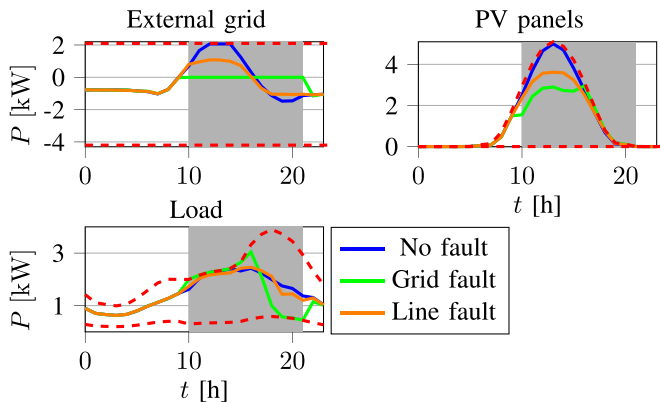 External grid
PV panels
P [kW]
2
0
-2
-4
0
10
20
4
2
0
0
10
20
t [h]
Load
P [kW]
3
1
0
10
20
t [h]
No fault
Grid fault
Line fault